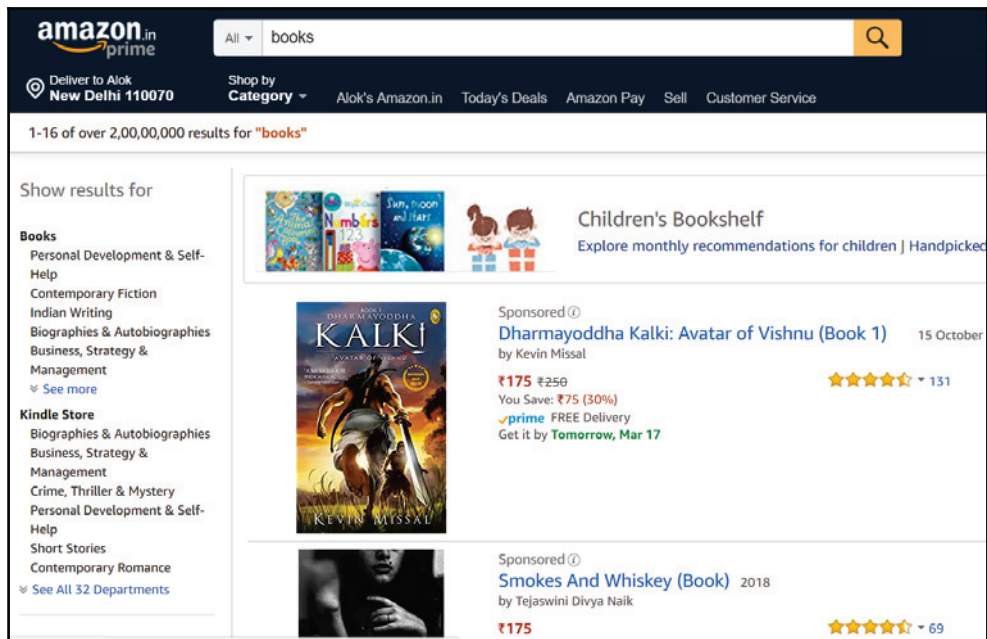 amazon.in
prime
All
books
Deliver to Alok
New Delhi 110070
Shop by
Category
Alok's Amazon.in Today's Deals Amazon Pay Sell Customer Service
1-16 of over 2,00,00,000 results for "books"
Show results for
Books
Personal Development & Self-
Help
Contemporary Fiction
Indian Writing
Biographies & Autobiographies
Business, Strategy &
Management
See more
Kindle Store
Biographies & Autobiographies
Business, Strategy &
Management
Crime, Thriller & Mystery
Personal Development & Self-
Help
Short Stories
Contemporary Romance
See All 32 Departments
Numbers
123
Sun, moon
and stars
Children's Bookshelf
Explore monthly recommendations for children | Handpicked
BOOK 1
DHARMAYODDHA
KALKI
AVATAR OF VISHNU
KEVIN MISSAL
Sponsored
Dharmayoddha Kalki: Avatar of Vishnu (Book 1) 15 October
by Kevin Missal
₹175 ₹250
You Save: ₹75 (30%)
prime FREE Delivery
Get it by Tomorrow, Mar 17
131
Sponsored
Smokes And Whiskey (Book) 2018
by Tejaswini Divya Naik
₹175
69